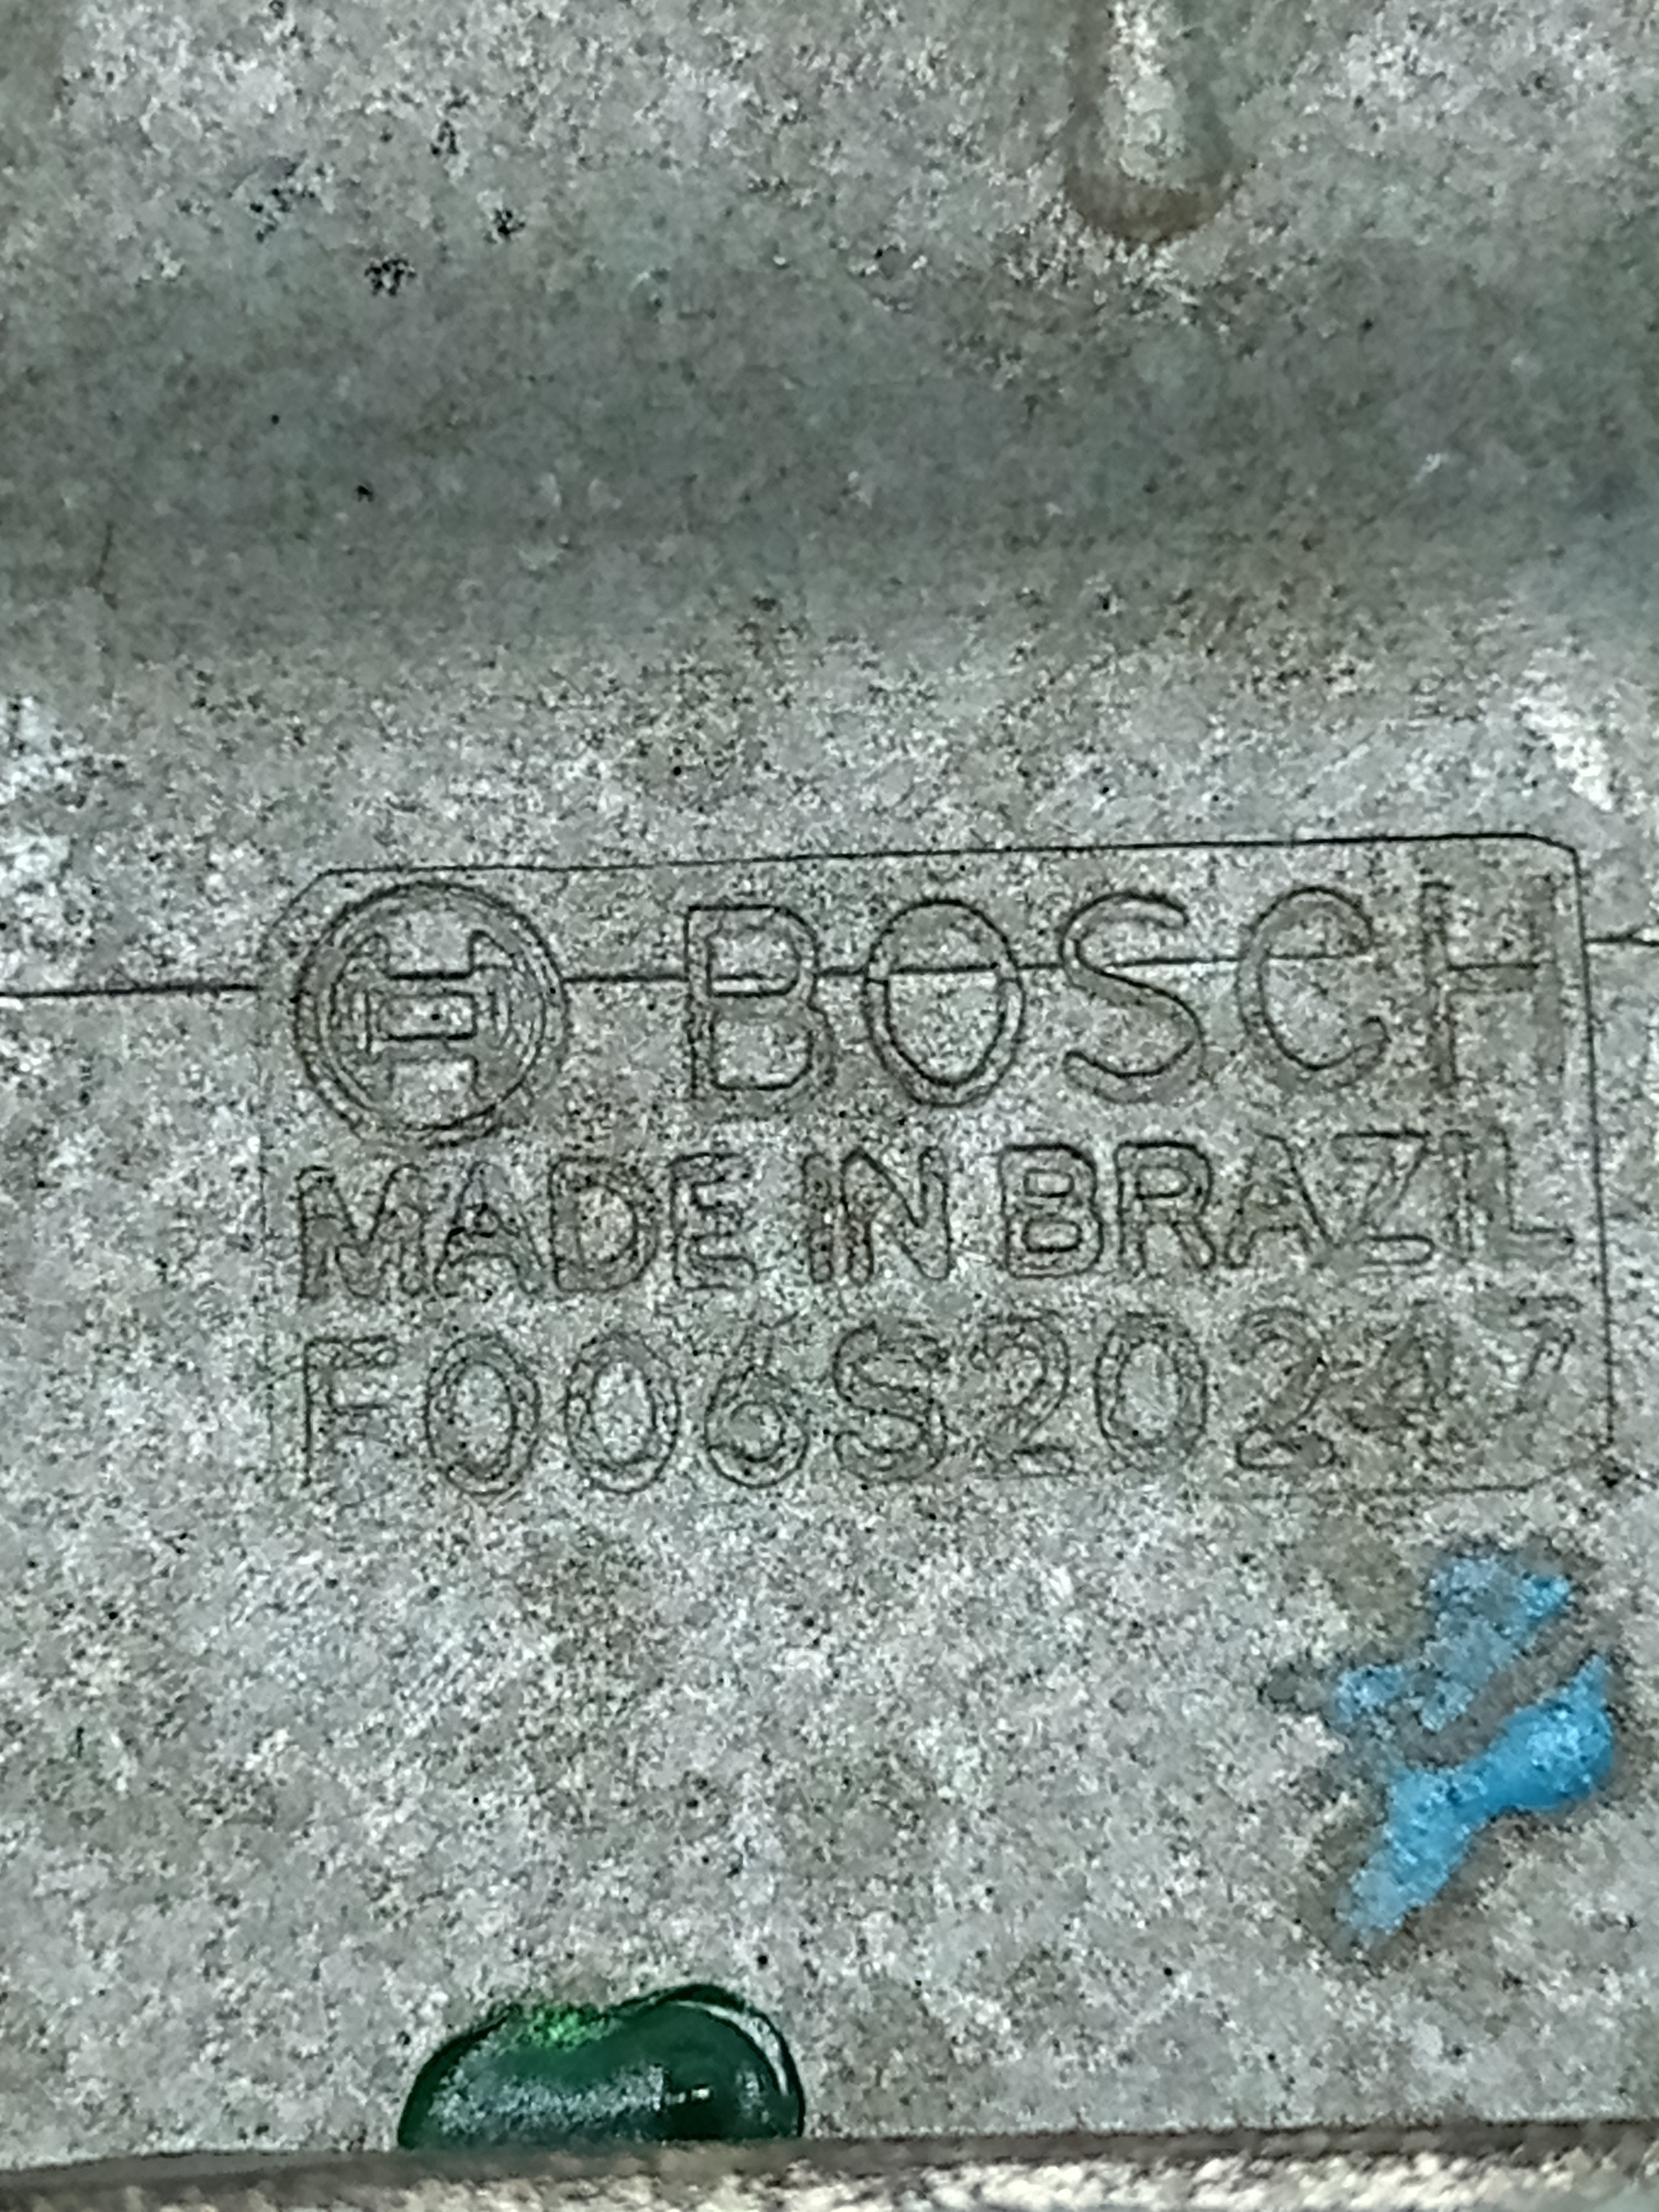 BOSCH
MADE IN BRAZIL
F006S20247